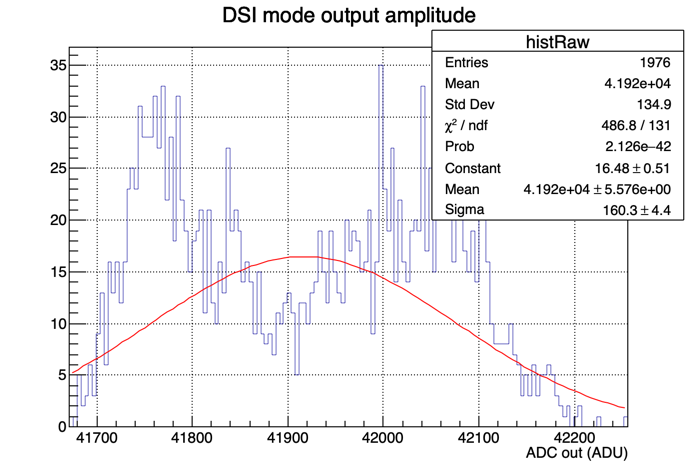 DSI mode output amplitude
histRaw
Entries 1976
Mean 4.192e+04
Std Dev 134.9
χ² / ndf 486.8 / 131
Prob 2.126e−42
Constant 16.48 ± 0.51
Mean 4.192e+04 ± 5.576e+00
Sigma 160.3 ± 4.4
35
30
25
20
15
10
5
0
41700 41800 41900 42000 42100 42200
ADC out (ADU)